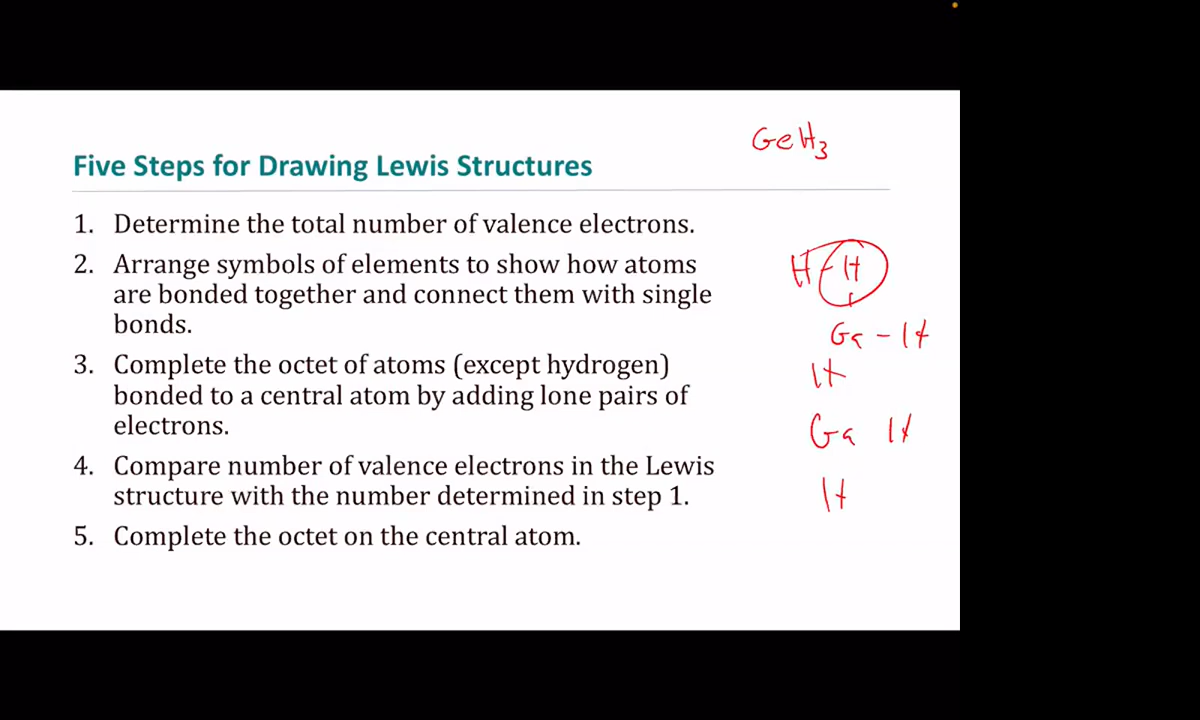 GeH3
Five Steps for Drawing Lewis Structures
1. Determine the total number of valence electrons.
2. Arrange symbols of elements to show how atoms
are bonded together and connect them with single
bonds.
3. Complete the octet of atoms (except hydrogen)
bonded to a central atom by adding lone pairs of
electrons.
4. Compare number of valence electrons in the Lewis
structure with the number determined in step 1.
5. Complete the octet on the central atom.
H - H
Ga - H
H
Ga H
H